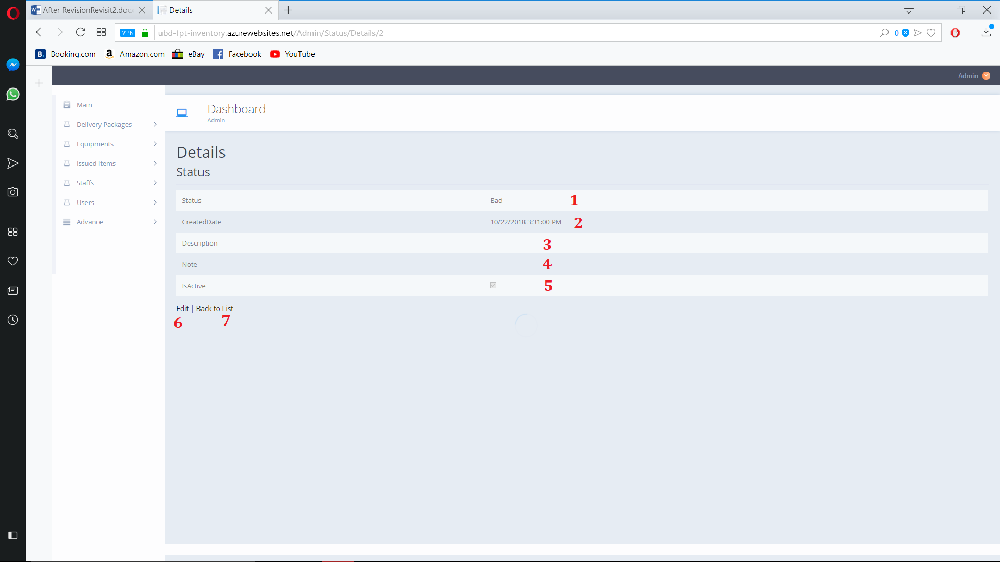 After RevisionRevisit2.docx
Details
VPN
ubd-fpt-inventory.azurewebsites.net/Admin/Status/Details/2
0
B. Booking.com
a Amazon.com
eBay
Facebook
YouTube
Admin
Main
Delivery Packages
Equipments
Issued Items
Staffs
Users
Advance
Dashboard
Admin
Details
Status
Status Bad 1
CreatedDate 10/22/2018 3:31:00 PM 2
Description 3
Note 4
IsActive 5
Edit | Back to List
6 7